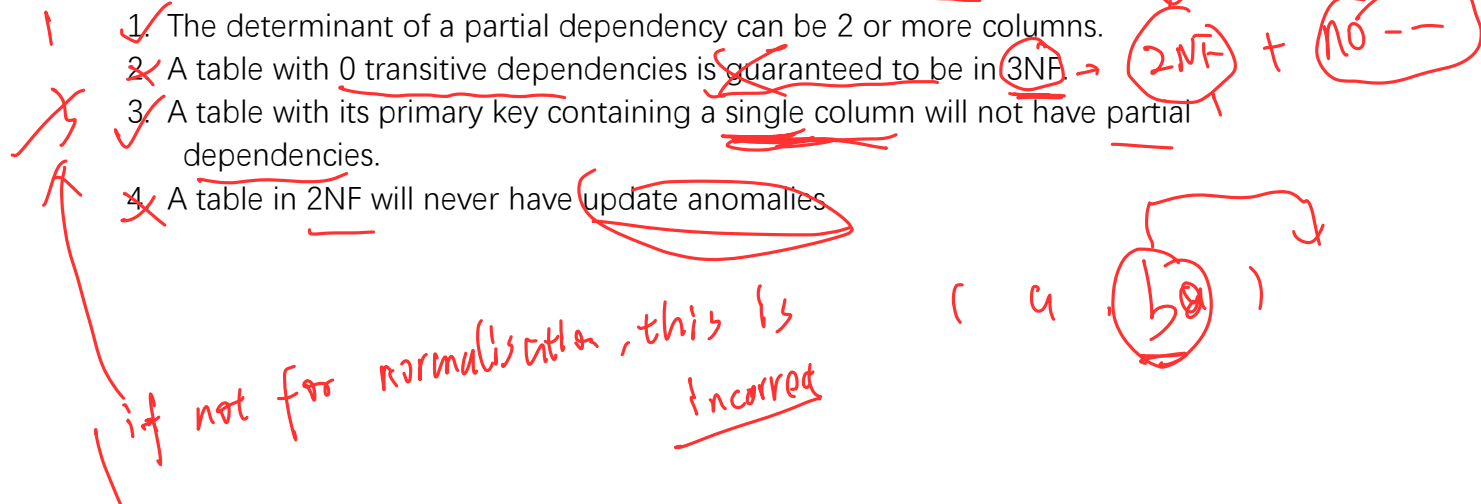 1
1. The determinant of a partial dependency can be 2 or more columns.
2. A table with 0 transitive dependencies is guaranteed to be in 3NF. → 2NF + no --
3. A table with its primary key containing a single column will not have partial
dependencies.
4. A table in 2NF will never have update anomalies
( a
)
if not for normalisation, this is
incorrect